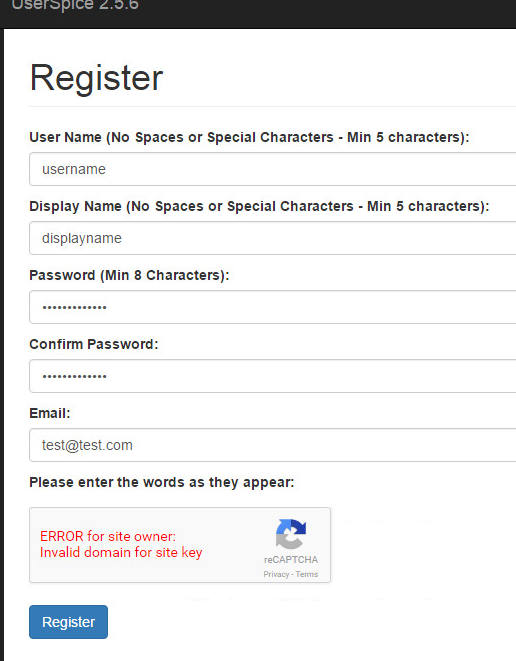 UserSpice 2.5.6
Register
User Name (No Spaces or Special Characters - Min 5 characters):
username
Display Name (No Spaces or Special Characters - Min 5 characters):
displayname
Password (Min 8 Characters):
•••••••••••••
Confirm Password:
•••••••••••••
Email:
test@test.com
Please enter the words as they appear:
ERROR for site owner:
Invalid domain for site key
reCAPTCHA
Privacy - Terms
Register